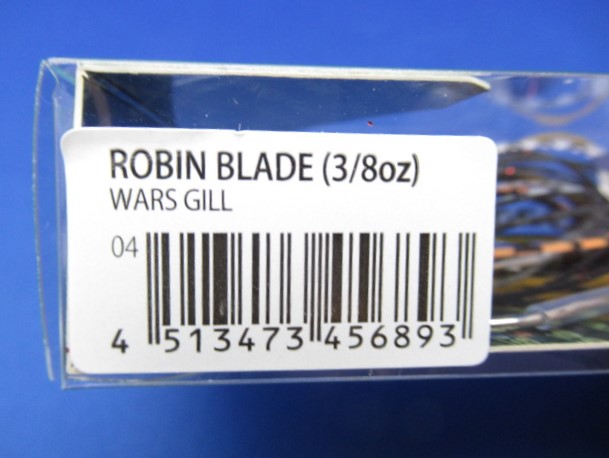 ROBIN BLADE (3/8oz)
WARS GILL
04
4 513473 456893